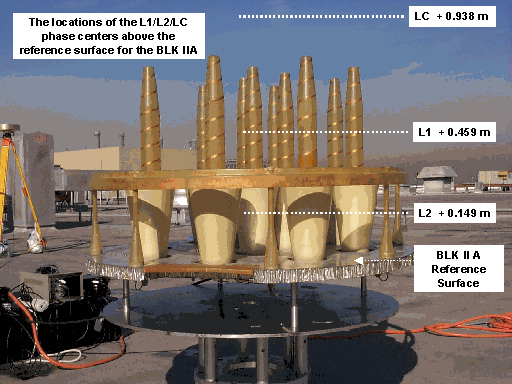 The locations of the L1/L2/LC
phase centers above the
reference surface for the BLK IIA
LC + 0.938 m
L1 + 0.459 m
L2 + 0.149 m
BLK II A
Reference
Surface